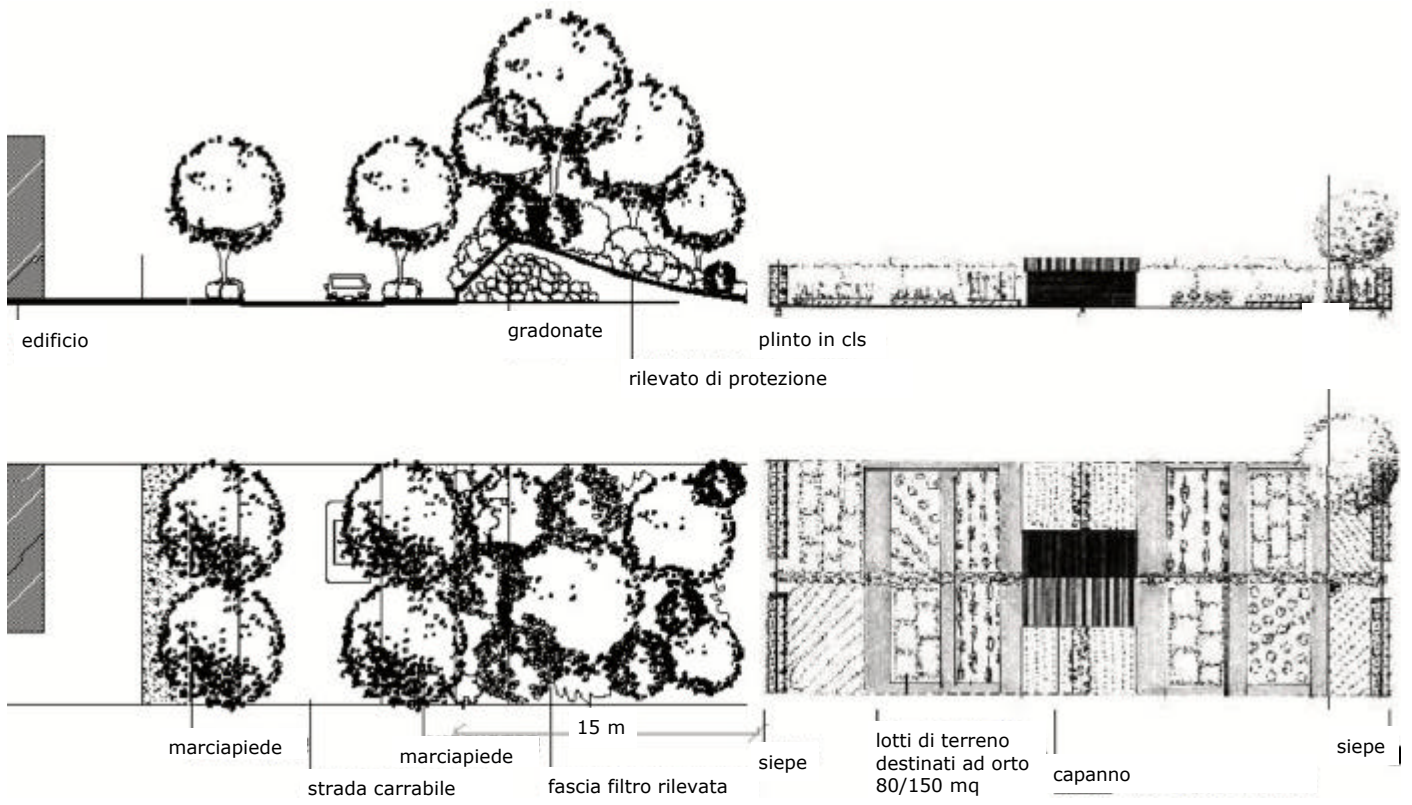 edificio
gradonate
plinto in cls
rilevato di protezione
marciapiede
strada carrabile
marciapiede
15 m
fascia filtro rilevata
siepe
lotti di terreno
destinati ad orto
80/150 mq
capanno
siepe